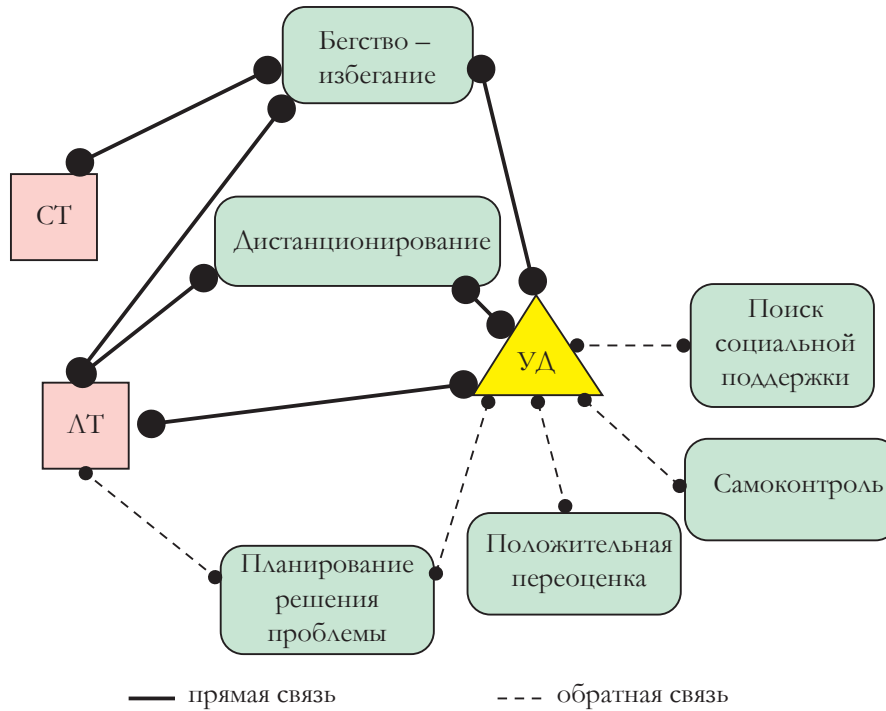 Бегство –
избегание
СТ
Дистанционирование
Поиск
социальной
поддержки
УД
ЛТ
Самоконтроль
Положительная
переоценка
Планирование
решения
проблемы
прямая связь
обратная связь